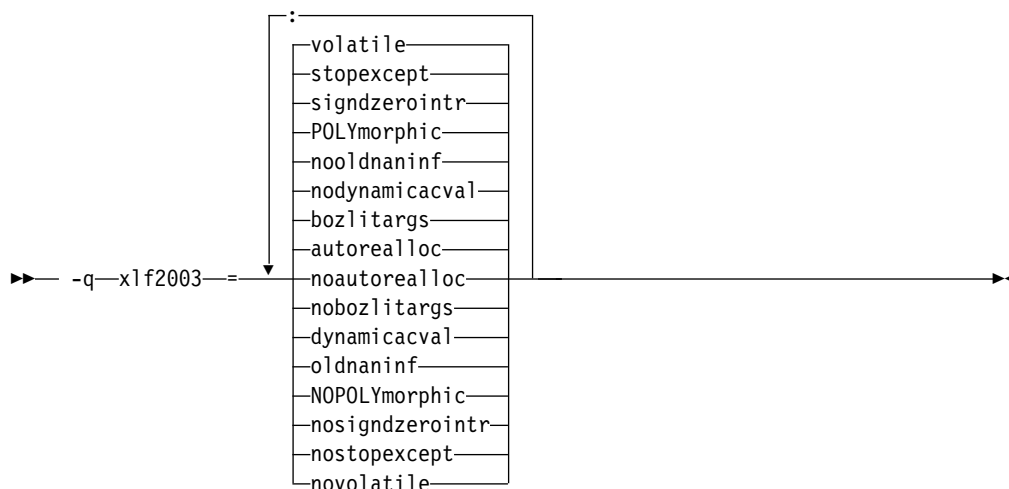 :
volatile
stopexcept
signdzerointr
POLYmorphic
nooldnaninf
nodynamicacval
bozlitargs
autorealloc
-q xlf2003 = noautorealloc
nobozlitargs
dynamicacval
oldnaninf
NOPOLYmorphic
nosigndzerointr
nostopexcept
novolatile